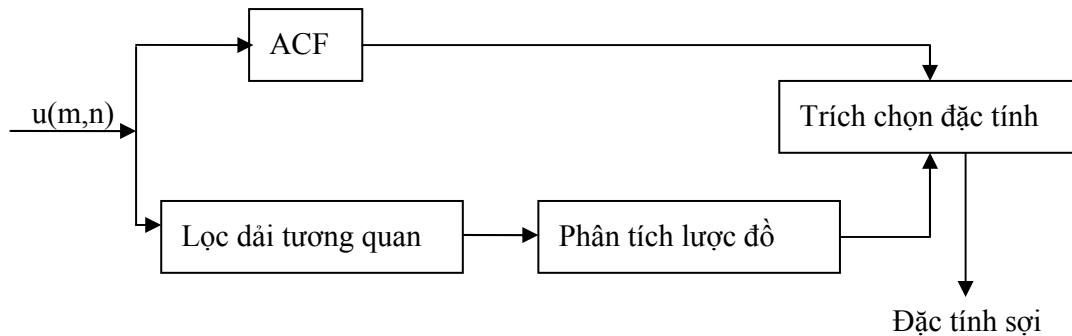 ACF
u(m,n)
Trích chọn đặc tính
Lọc dải tương quan
Phân tích lược đồ
Đặc tính sợi